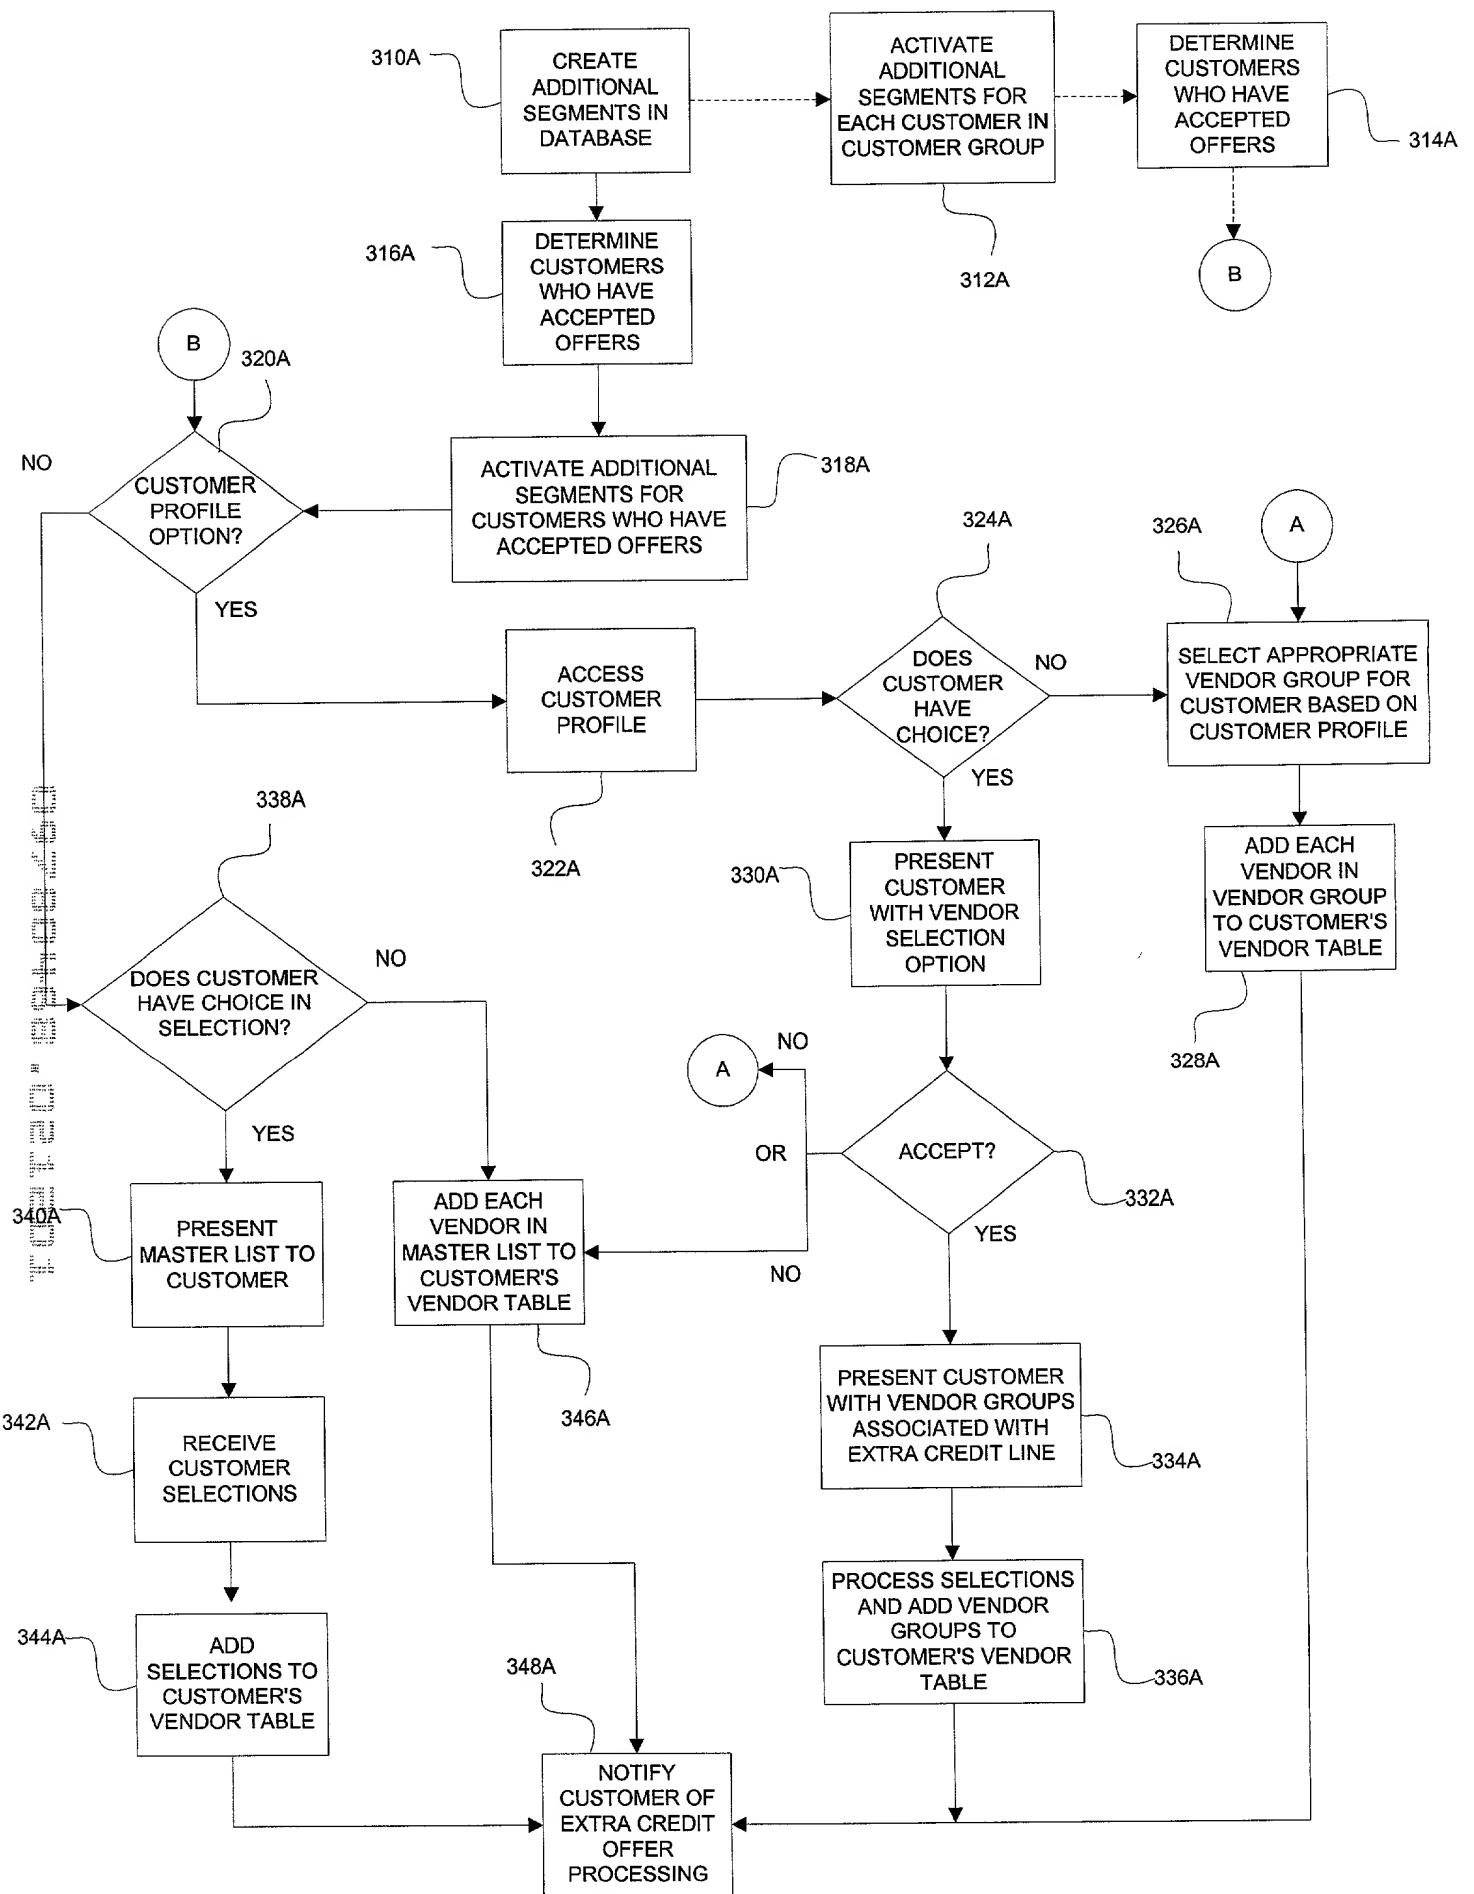 310A
CREATE
ADDITIONAL
SEGMENTS IN
DATABASE
ACTIVATE
ADDITIONAL
SEGMENTS FOR
EACH CUSTOMER IN
CUSTOMER GROUP
312A
DETERMINE
CUSTOMERS
WHO HAVE
ACCEPTED
OFFERS
314A
B
316A
DETERMINE
CUSTOMERS
WHO HAVE
ACCEPTED
OFFERS
B
320A
NO
CUSTOMER
PROFILE
OPTION?
YES
ACTIVATE ADDITIONAL
SEGMENTS FOR
CUSTOMERS WHO HAVE
ACCEPTED OFFERS
318A
324A
326A
A
ACCESS
CUSTOMER
PROFILE
322A
DOES
CUSTOMER
HAVE
CHOICE?
NO
YES
SELECT APPROPRIATE
VENDOR GROUP FOR
CUSTOMER BASED ON
CUSTOMER PROFILE
338A
330A
PRESENT
CUSTOMER
WITH VENDOR
SELECTION
OPTION
ADD EACH
VENDOR IN
VENDOR GROUP
TO CUSTOMER'S
VENDOR TABLE
328A
DOES CUSTOMER
HAVE CHOICE IN
SELECTION?
NO
YES
A
NO
OR
NO
ACCEPT?
332A
YES
340A
PRESENT
MASTER LIST TO
CUSTOMER
ADD EACH
VENDOR IN
MASTER LIST TO
CUSTOMER'S
VENDOR TABLE
346A
PRESENT CUSTOMER
WITH VENDOR GROUPS
ASSOCIATED WITH
EXTRA CREDIT LINE
334A
342A
RECEIVE
CUSTOMER
SELECTIONS
PROCESS SELECTIONS
AND ADD VENDOR
GROUPS TO
CUSTOMER'S VENDOR
TABLE
336A
344A
ADD
SELECTIONS TO
CUSTOMER'S
VENDOR TABLE
348A
NOTIFY
CUSTOMER OF
EXTRA CREDIT
OFFER
PROCESSING